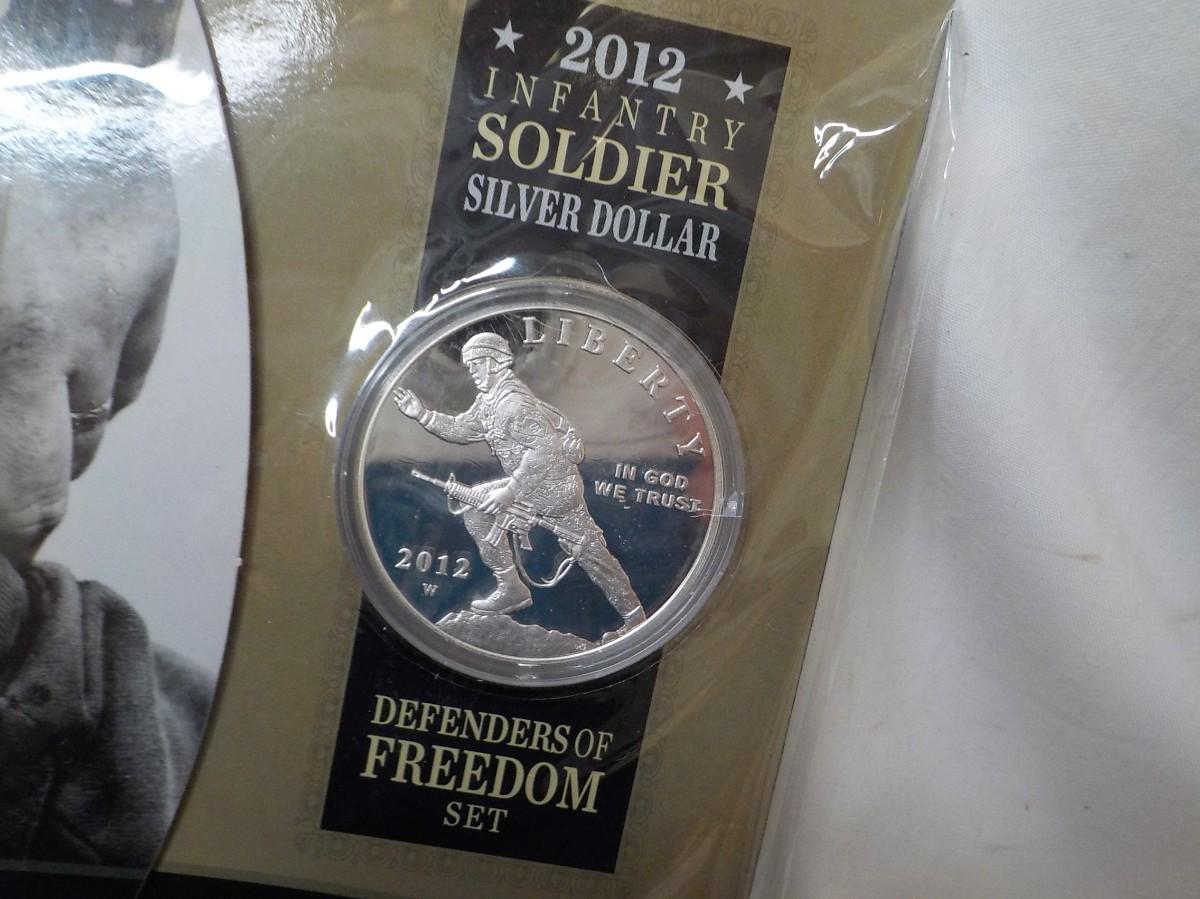 2012
INFANTRY
SOLDIER
SILVER DOLLAR
LIBERTY
IN GOD
WE TRUST
2012
W
DEFENDERS OF
FREEDOM
SET